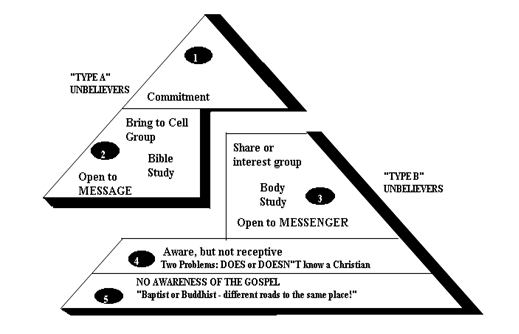 1
"TYPE A"
UNBELIEVERS
Commitment
Bring to Cell
Group
2
Bible
Study
Open to
MESSAGE
Share or
interest group
"TYPE B"
UNBELIEVERS
Body
Study
3
Open to MESSENGER
4
Aware, but not receptive
Two Problems: DOES or DOESN"T know a Christian
NO AWARENESS OF THE GOSPEL
5
"Baptist or Buddhist - different roads to the same place!"